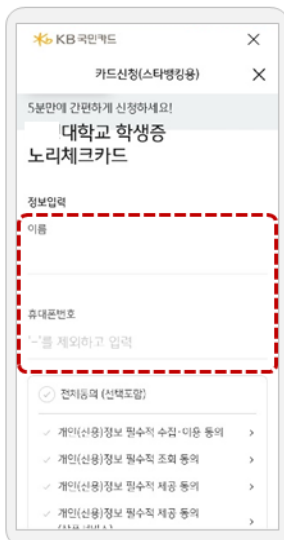 KB국민카드
카드신청(스타뱅킹용)
5분만에 간편하게 신청하세요!
대학교 학생증
노리체크카드
정보입력
이름
휴대폰번호
'-'를 제외하고 입력
전체동의 (선택포함)
개인(신용)정보 필수적 수집·이용 동의
개인(신용)정보 필수적 조회 동의
개인(신용)정보 필수적 제공 동의
개인(신용)정보 필수적 제공 동의